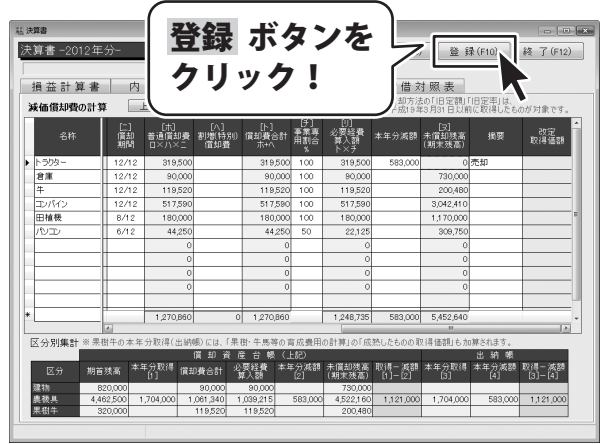 決算書
登録 ボタンを
クリック！
決算書 -2012年分-
登 録(F10)
終 了(F12)
損 益 計 算 書
内
借 対 照 表
減価償却費の計算
上
却方法の「旧定額」「旧定率」は、
成19年3月31日以前に取得したものが対象です。
名称 [ニ]償却期間 [ホ]普通償却費ロ×ハ×ニ [ヘ]割増(特別)償却費 [ト]償却費合計ホ+ヘ [チ]事業専用割合% [リ]必要経費算入額ト×チ 本年分減額 [ヌ]未償却残高(期末残高) 摘要 改定取得価額
トラクター 12/12 319,500 319,500 100 319,500 583,000 0 売却
倉庫 12/12 90,000 90,000 100 90,000 730,000
牛 12/12 119,520 119,520 100 119,520 200,480
コンバイン 12/12 517,590 517,590 100 517,590 3,042,410
田植機 8/12 180,000 180,000 100 180,000 1,170,000
パソコン 6/12 44,250 44,250 50 22,125 309,750
0 0 0
0 0 0
0 0 0
0 0 0
1,270,860 0 1,270,860 1,248,735 583,000 5,452,640
区分別集計 ※ 果樹牛の本年分取得(出納帳)には、「果樹・牛馬等の育成費用の計算」の「成熟したものの取得価額」も加算されます。
償 却 資 産 台 帳 (上記) 出 納 帳
区分 期首残高 本年分取得[1] 償却費合計 必要経費算入額 本年分減額[2] 未償却残高(期末残高) 取得－減額[1]－[2] 本年分取得[3] 本年分減額[4] 取得－減額[3]－[4]
建物 820,000 90,000 90,000 730,000
農機具 4,462,500 1,704,000 1,061,340 1,039,215 583,000 4,522,160 1,121,000 1,704,000 583,000 1,121,000
果樹牛 320,000 119,520 119,520 200,480